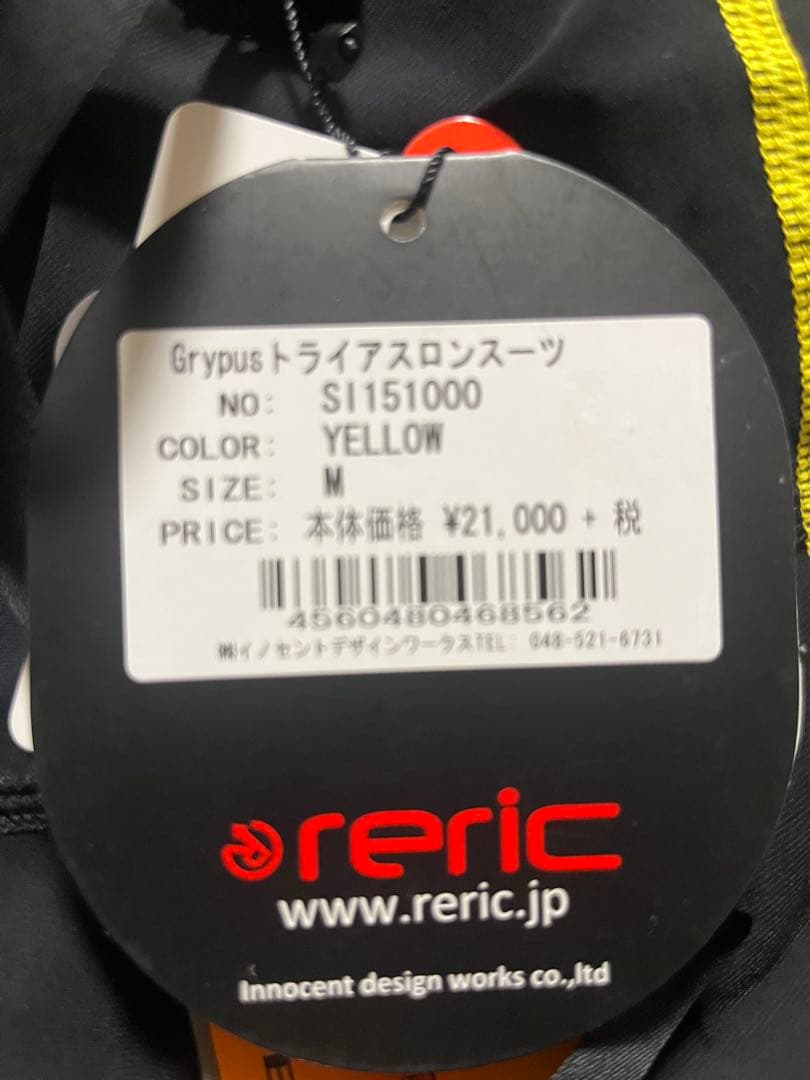 Grypusトライアスロンスーツ
NO: SI151000
COLOR: YELLOW
SIZE: M
PRICE: 本体価格 ¥21,000 + 税
4560480468562
㈱イノセントデザインワークスTEL: 048-521-6731
reric
www.reric.jp
Innocent design works co.,ltd